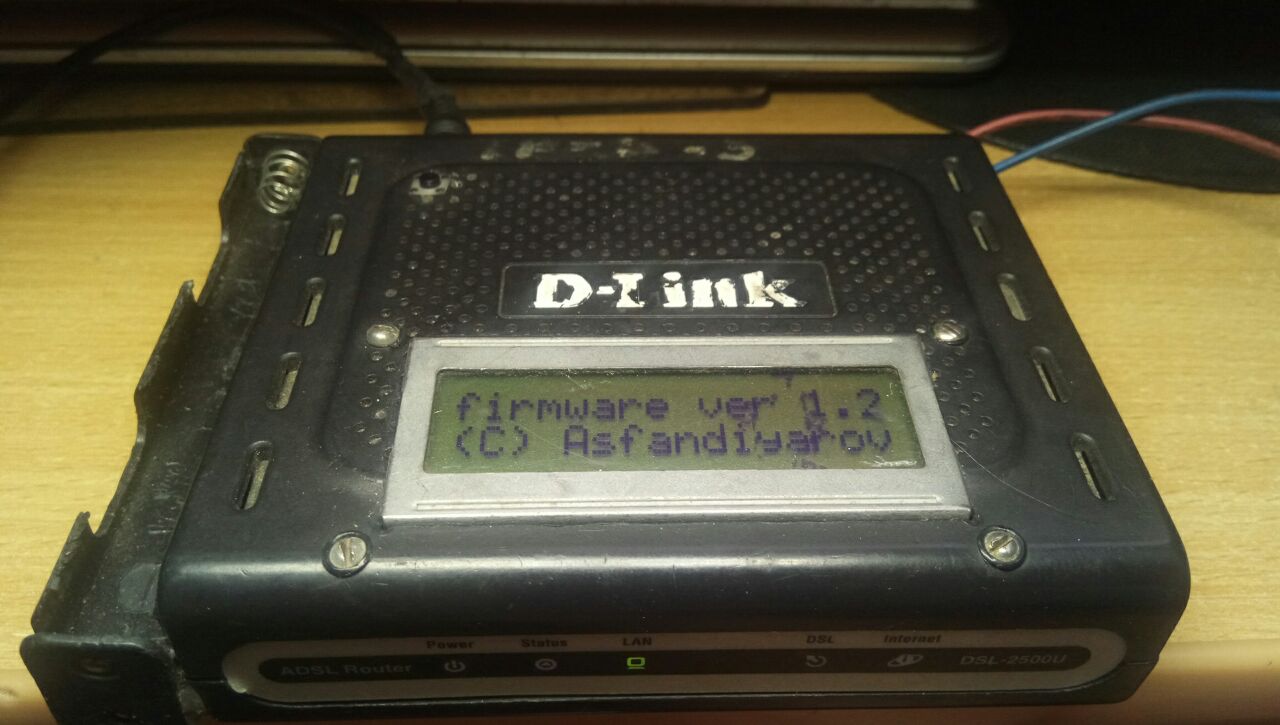 D-Link
firmware ver 1.2
(C) Asfandiyarov
Power Status LAN DSL Internet
ADSL Router DSL-2500U